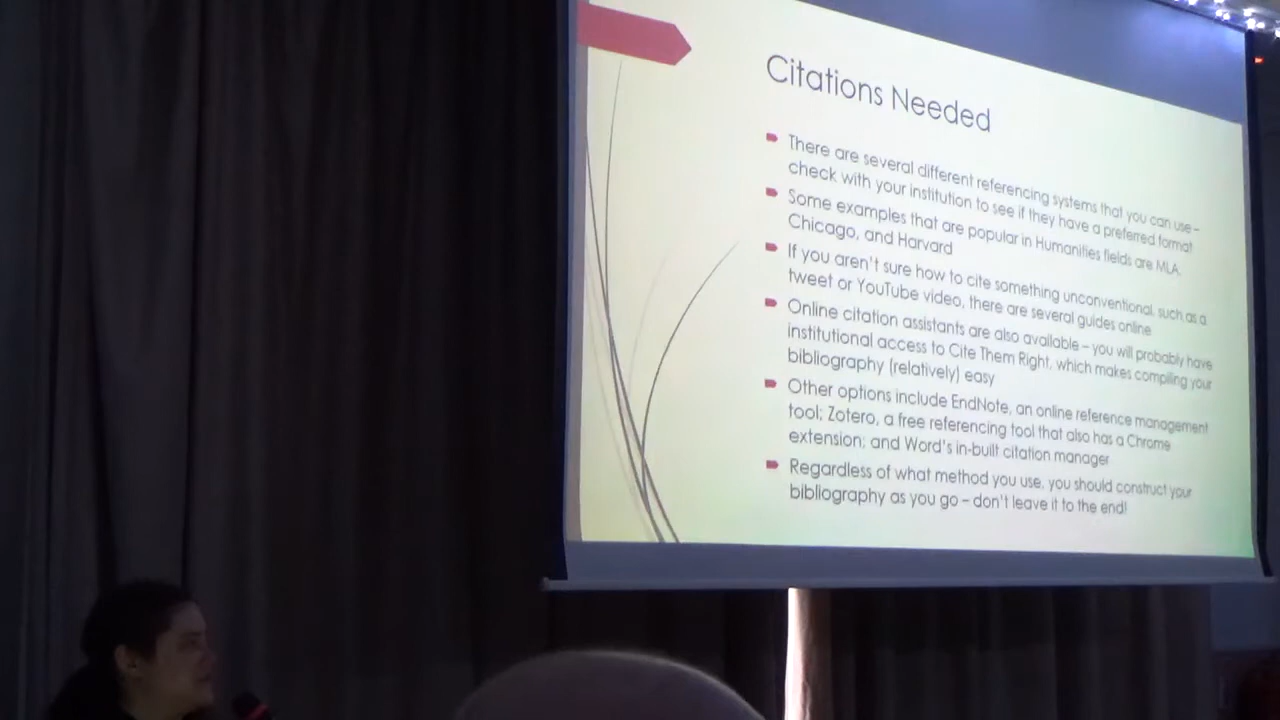 Citations Needed
There are several different referencing systems that you can use –
check with your institution to see if they have a preferred format
Some examples that are popular in Humanities fields are MLA,
Chicago, and Harvard
If you aren't sure how to cite something unconventional, such as a
tweet or YouTube video, there are several guides online
Online citation assistants are also available – you will probably have
institutional access to Cite Them Right, which makes compiling your
bibliography (relatively) easy
Other options include EndNote, an online reference management
tool; Zotero, a free referencing tool that also has a Chrome
extension; and Word's in-built citation manager
Regardless of what method you use, you should construct your
bibliography as you go – don't leave it to the end!